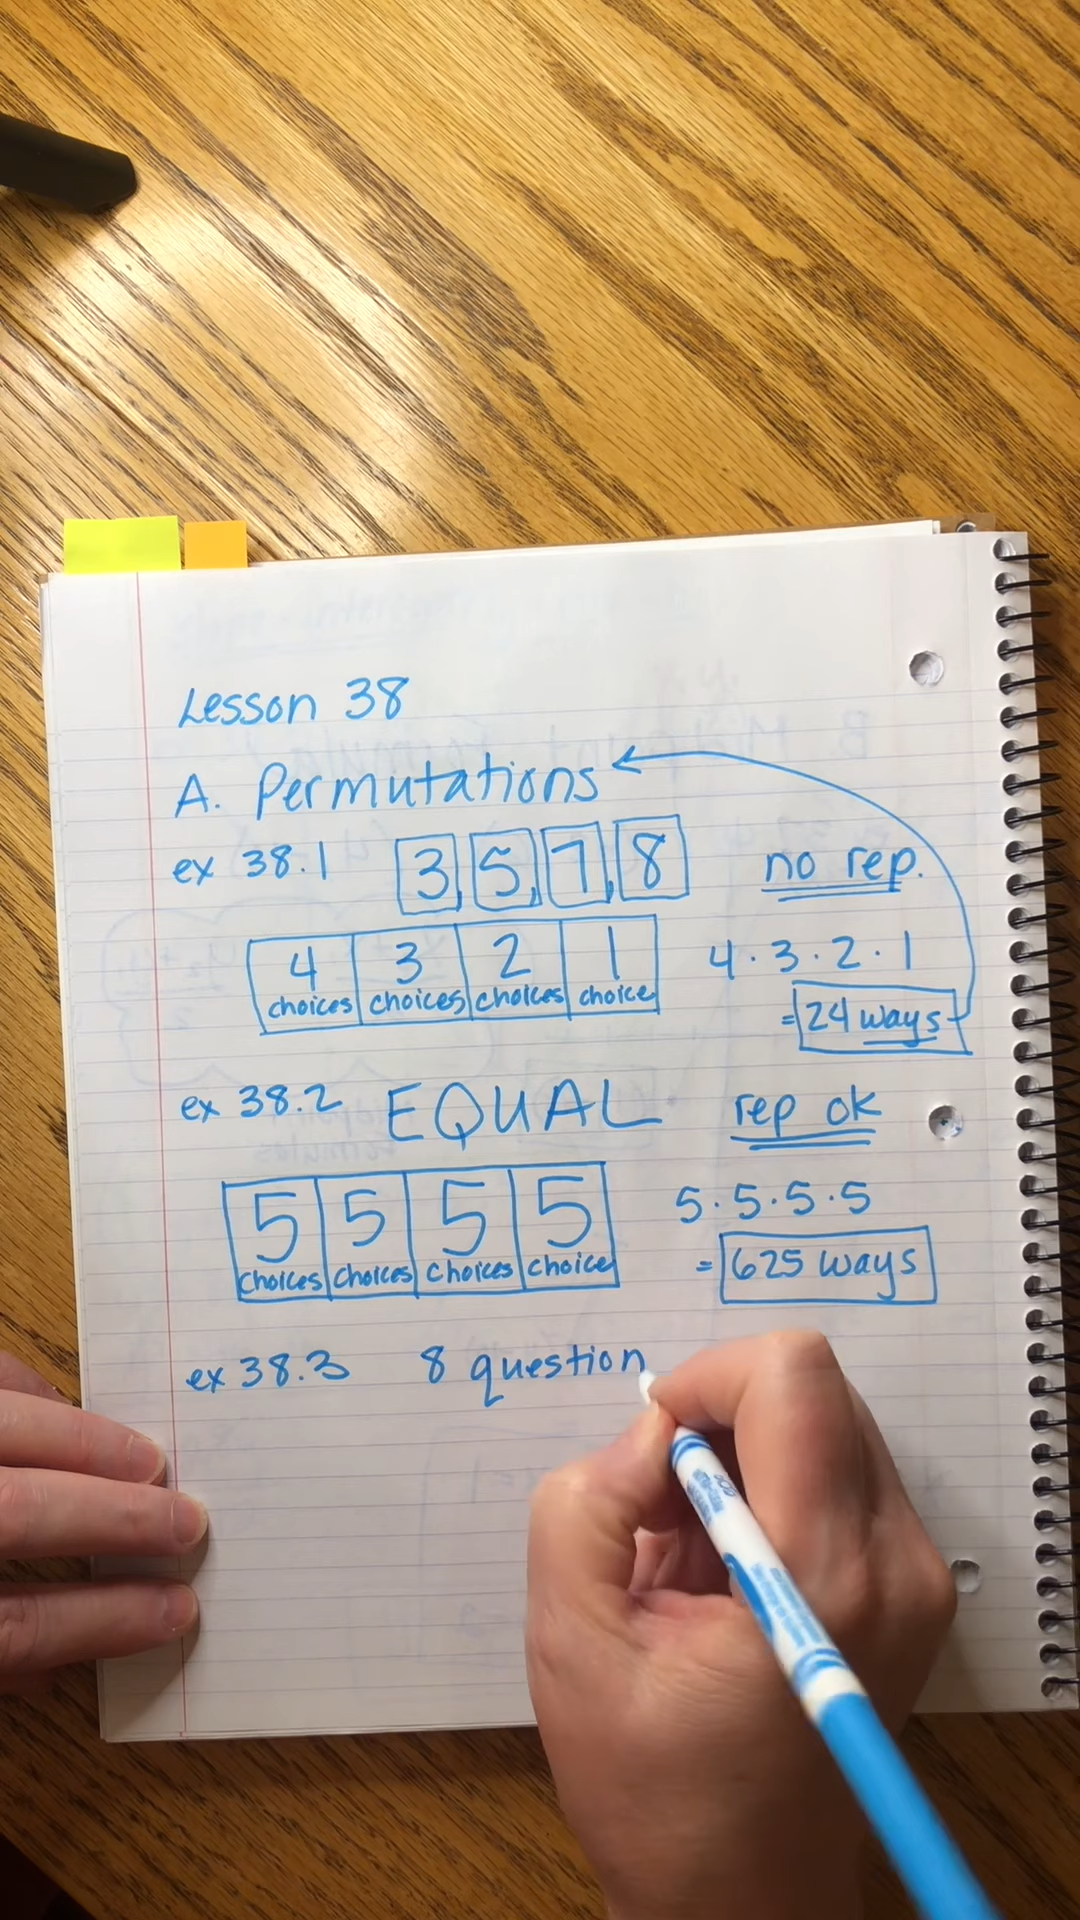 Lesson 38
A. Permutations
ex 38.1 3, 5, 7, 8 no rep.
4 choices 3 choices 2 choices 1 choice 4 · 3 · 2 · 1
= 24 ways
ex 38.2 EQUAL rep ok
5 choices 5 choices 5 choices 5 choice 5 · 5 · 5 · 5
= 625 ways
ex 38.3 8 question